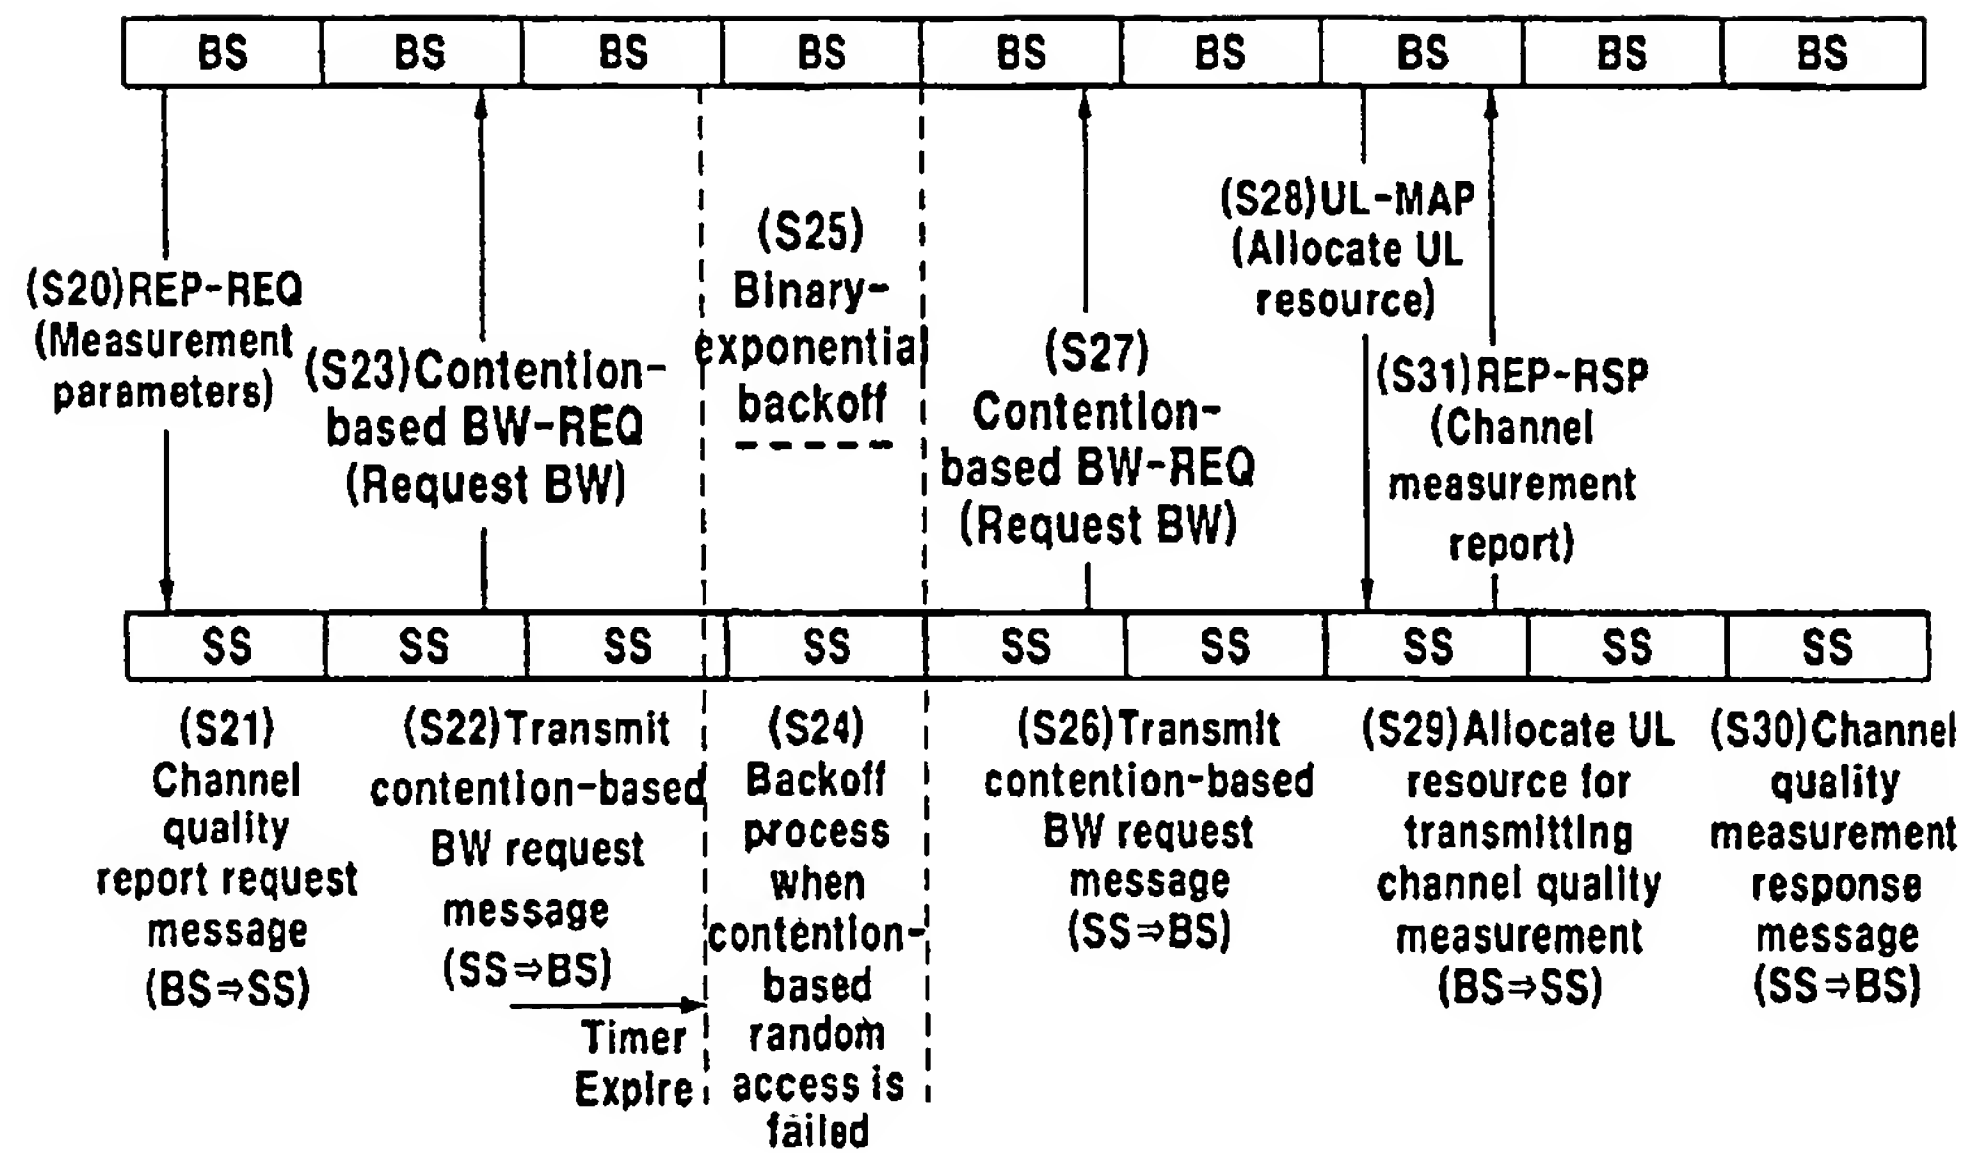 BS BS BS BS BS BS BS BS BS
(S20)REP-REQ
(Measurement
parameters)
(S23)Contention-
based BW-REQ
(Request BW)
(S25)
Binary-
exponential
backoff
(S27)
Contention-
based BW-REQ
(Request BW)
(S28)UL-MAP
(Allocate UL
resource)
(S31)REP-RSP
(Channel
measurement
report)
SS SS SS SS SS SS SS SS SS
(S21)
Channel
quality
report request
message
(BS⇒SS)
(S22)Transmit
contention-based
BW request
message
(SS⇒BS)
Timer
Expire
(S24)
Backoff
process
when
contention-
based
random
access is
failed
(S26)Transmit
contention-based
BW request
message
(SS⇒BS)
(S29)Allocate UL
resource for
transmitting
channel quality
measurement
(BS⇒SS)
(S30)Channel
quality
measurement
response
message
(SS⇒BS)